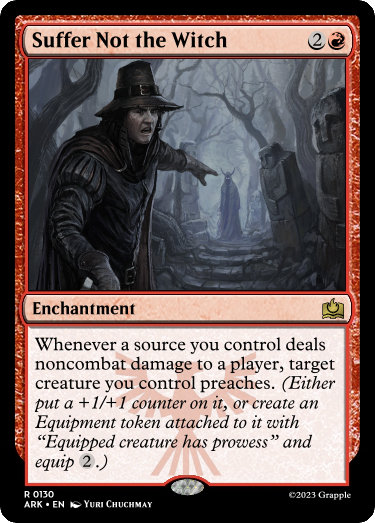 Suffer Not the Witch 2
Enchantment
Whenever a source you control deals
noncombat damage to a player, target
creature you control preaches. (Either
put a +1/+1 counter on it, or create an
Equipment token attached to it with
“Equipped creature has prowess” and
equip 2.)
R 0130
ARK • EN Yuri Chuchmay
©2023 Grapple